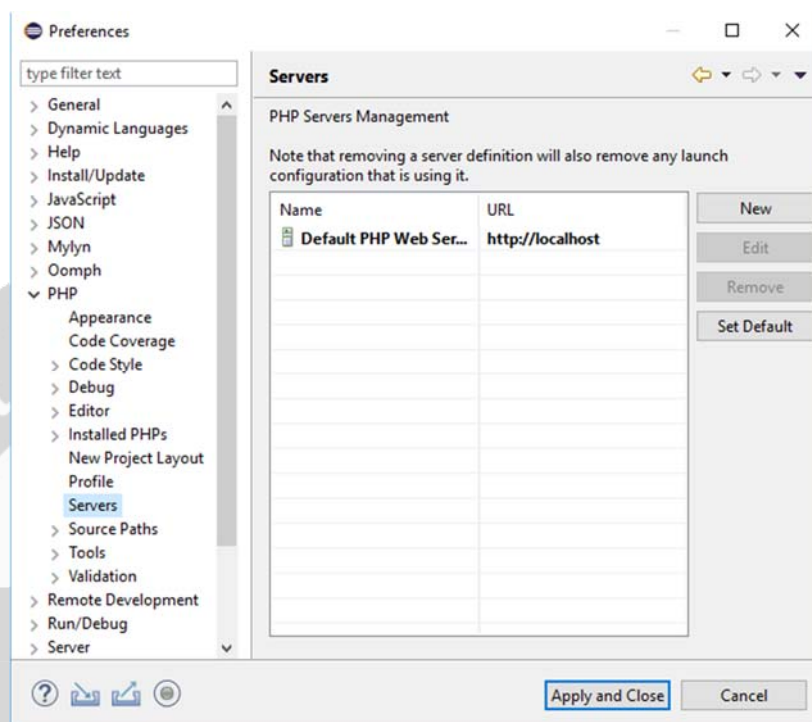 Preferences
type filter text
General
Dynamic Languages
Help
Install/Update
JavaScript
JSON
Mylyn
Oomph
PHP
Appearance
Code Coverage
Code Style
Debug
Editor
Installed PHPs
New Project Layout
Profile
Servers
Source Paths
Tools
Validation
Remote Development
Run/Debug
Server
Servers
PHP Servers Management
Note that removing a server definition will also remove any launch
configuration that is using it.
Name URL
Default PHP Web Ser... http://localhost
New
Edit
Remove
Set Default
Apply and Close
Cancel